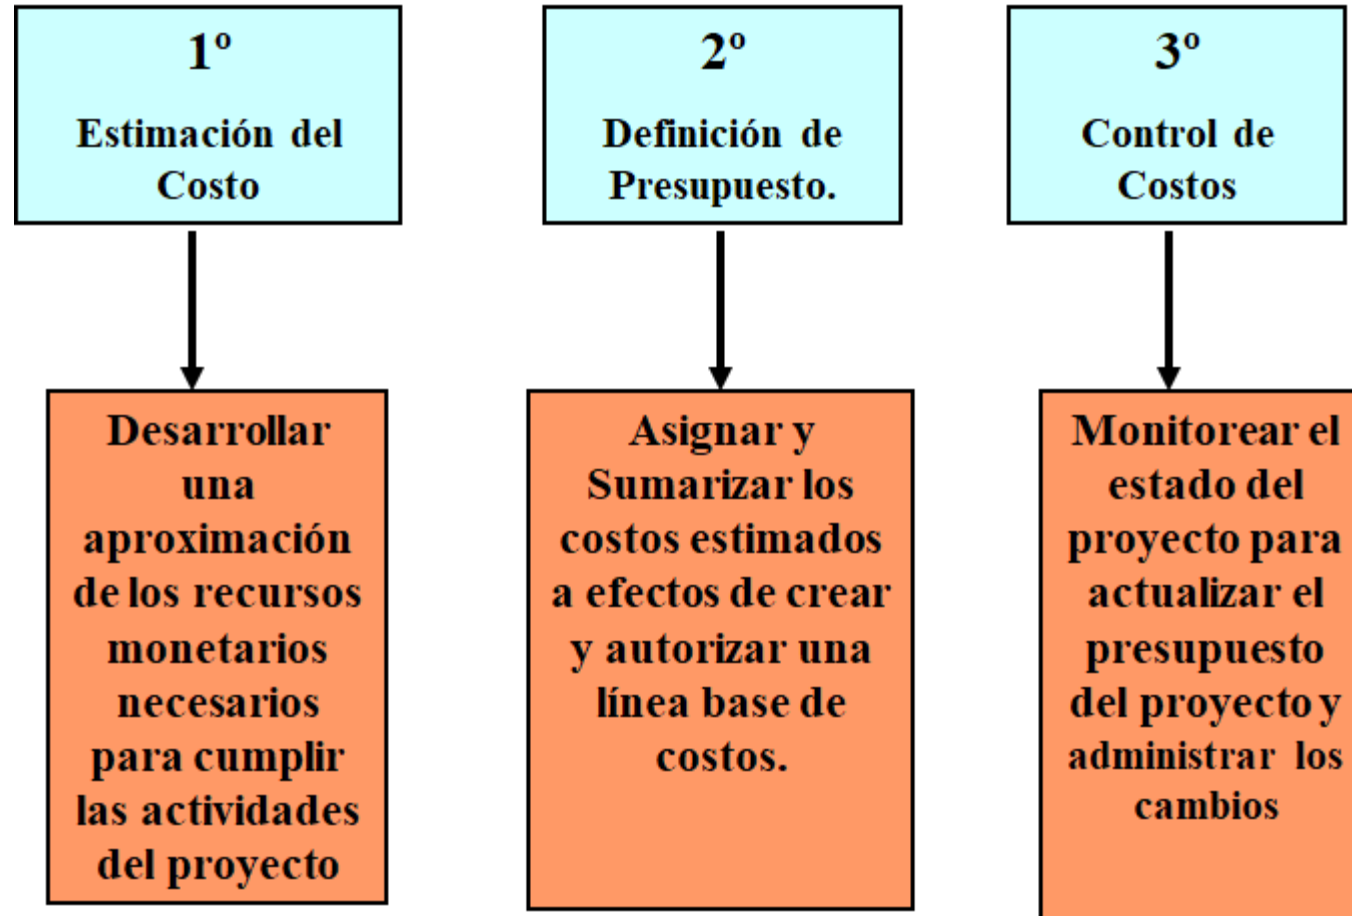 1º
Estimación del
Costo
2º
Definición de
Presupuesto.
3º
Control de
Costos
Desarrollar
una
aproximación
de los recursos
monetarios
necesarios
para cumplir
las actividades
del proyecto
Asignar y
Sumarizar los
costos estimados
a efectos de crear
y autorizar una
línea base de
costos.
Monitorear el
estado del
proyecto para
actualizar el
presupuesto
del proyecto y
administrar los
cambios